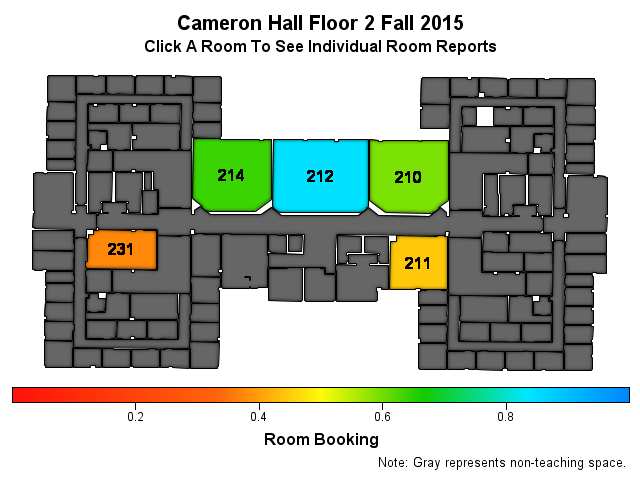 Cameron Hall Floor 2 Fall 2015
Click A Room To See Individual Room Reports
214
212
210
231
211
0.2
0.4
0.6
0.8
Room Booking
Note: Gray represents non-teaching space.